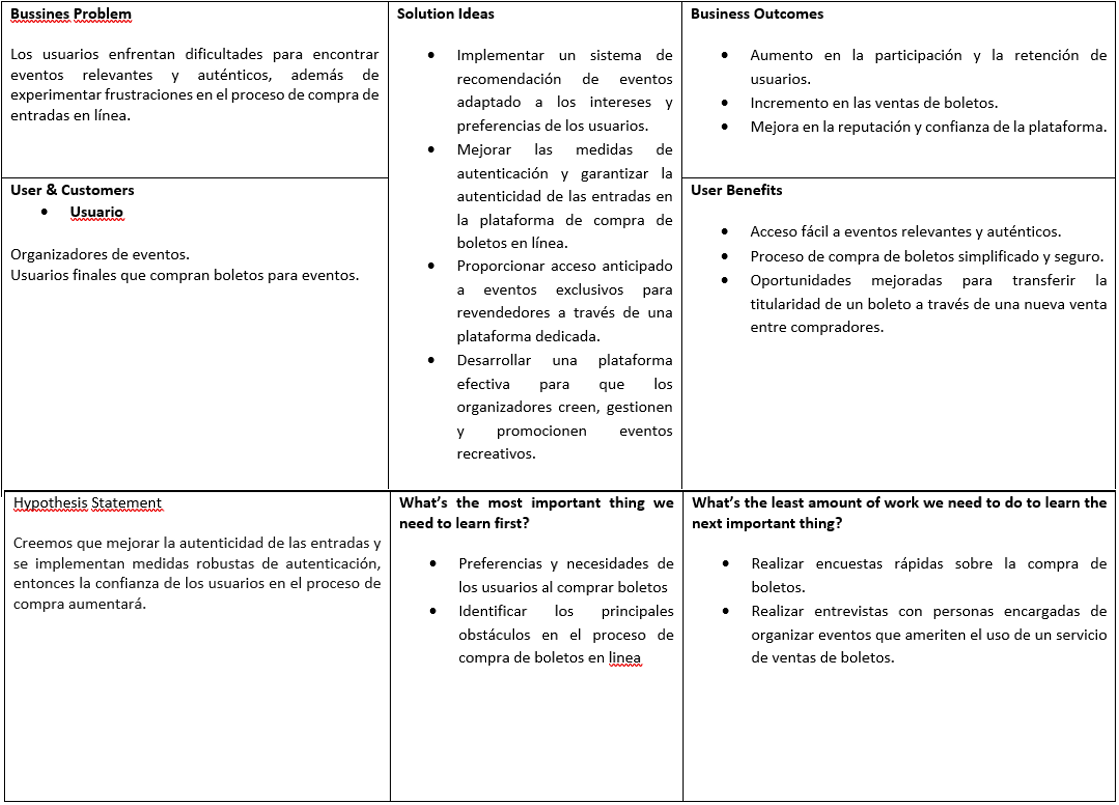 Bussines Problem
Los usuarios enfrentan dificultades para encontrar
eventos relevantes y auténticos, además de
experimentar frustraciones en el proceso de compra de
entradas en línea.
User & Customers
• Usuario
Organizadores de eventos.
Usuarios finales que compran boletos para eventos.
Solution Ideas
• Implementar un sistema de
recomendación de eventos
adaptado a los intereses y
preferencias de los usuarios.
• Mejorar las medidas de
autenticación y garantizar la
autenticidad de las entradas en
la plataforma de compra de
boletos en línea.
• Proporcionar acceso anticipado
a eventos exclusivos para
revendedores a través de una
plataforma dedicada.
• Desarrollar una plataforma
efectiva para que los
organizadores creen, gestionen
y promocionen eventos
recreativos.
Business Outcomes
• Aumento en la participación y la retención de
usuarios.
• Incremento en las ventas de boletos.
• Mejora en la reputación y confianza de la plataforma.
User Benefits
• Acceso fácil a eventos relevantes y auténticos.
• Proceso de compra de boletos simplificado y seguro.
• Oportunidades mejoradas para transferir la
titularidad de un boleto a través de una nueva venta
entre compradores.
Hypothesis Statement
Creemos que mejorar la autenticidad de las entradas y
se implementan medidas robustas de autenticación,
entonces la confianza de los usuarios en el proceso de
compra aumentará.
What's the most important thing we
need to learn first?
• Preferencias y necesidades de
los usuarios al comprar boletos
• Identificar los principales
obstáculos en el proceso de
compra de boletos en linea
What's the least amount of work we need to do to learn the
next important thing?
• Realizar encuestas rápidas sobre la compra de
boletos.
• Realizar entrevistas con personas encargadas de
organizar eventos que ameriten el uso de un servicio
de ventas de boletos.